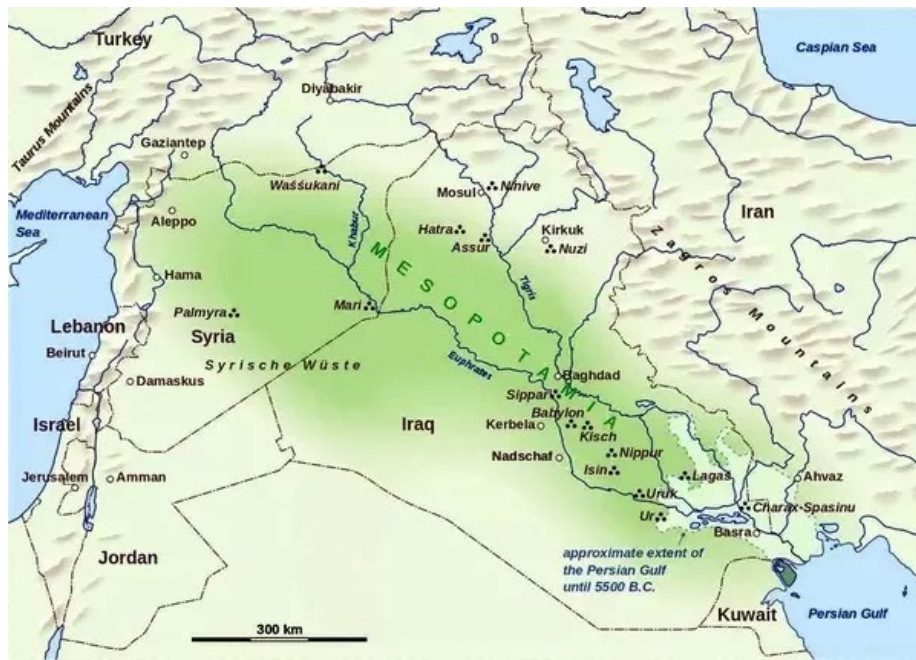 Turkey
Caspian Sea
Taurus Mountains
Diyabakir
Gaziantep
Waššukani
Mosul
Ninive
Mediterranean
Sea
Aleppo
Khabur
Hatra
Assur
Kirkuk
Nuzi
Iran
Zagros Mountains
Hama
Tigris
MESOPOTAMIA
Palmyra
Mari
Lebanon
Syria
Beirut
Syrische Wüste
Euphrates
Damaskus
Baghdad
Sippar
Babylon
Israel
Iraq
Kerbela
Kisch
Nadschaf
Nippur
Isin
Jerusalem
Amman
Lagaš
Ahvaz
Uruk
Charax-Spasinu
Ur
Basra
Jordan
approximate extent of
the Persian Gulf
until 5500 B.C.
Kuwait
Persian Gulf
300 km